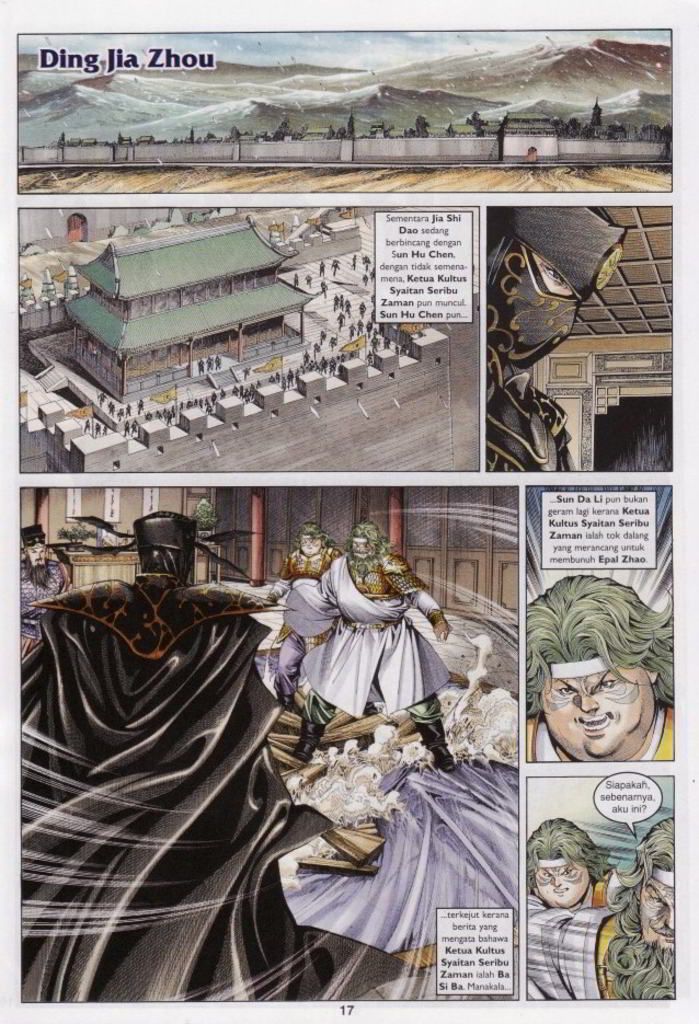 Ding Jia Zhou
Sementara Jia Shi
Dao sedang
berbincang dengan
Sun Hu Chen,
dengan tidak semena-
mena, Ketua Kultus
Syaitan Seribu
Zaman pun muncul.
Sun Hu Chen pun...
...terkejut kerana
berita yang
mengata bahawa
Ketua Kultus
Syaitan Seribu
Zaman ialah Ba
Si Ba. Manakala...
...Sun Da Li pun bukan
geram lagi kerana Ketua
Kultus Syaitan Seribu
Zaman ialah tok dalang
yang merancang untuk
membunuh Epal Zhao.
Siapakah,
sebenarnya,
aku ini?
17